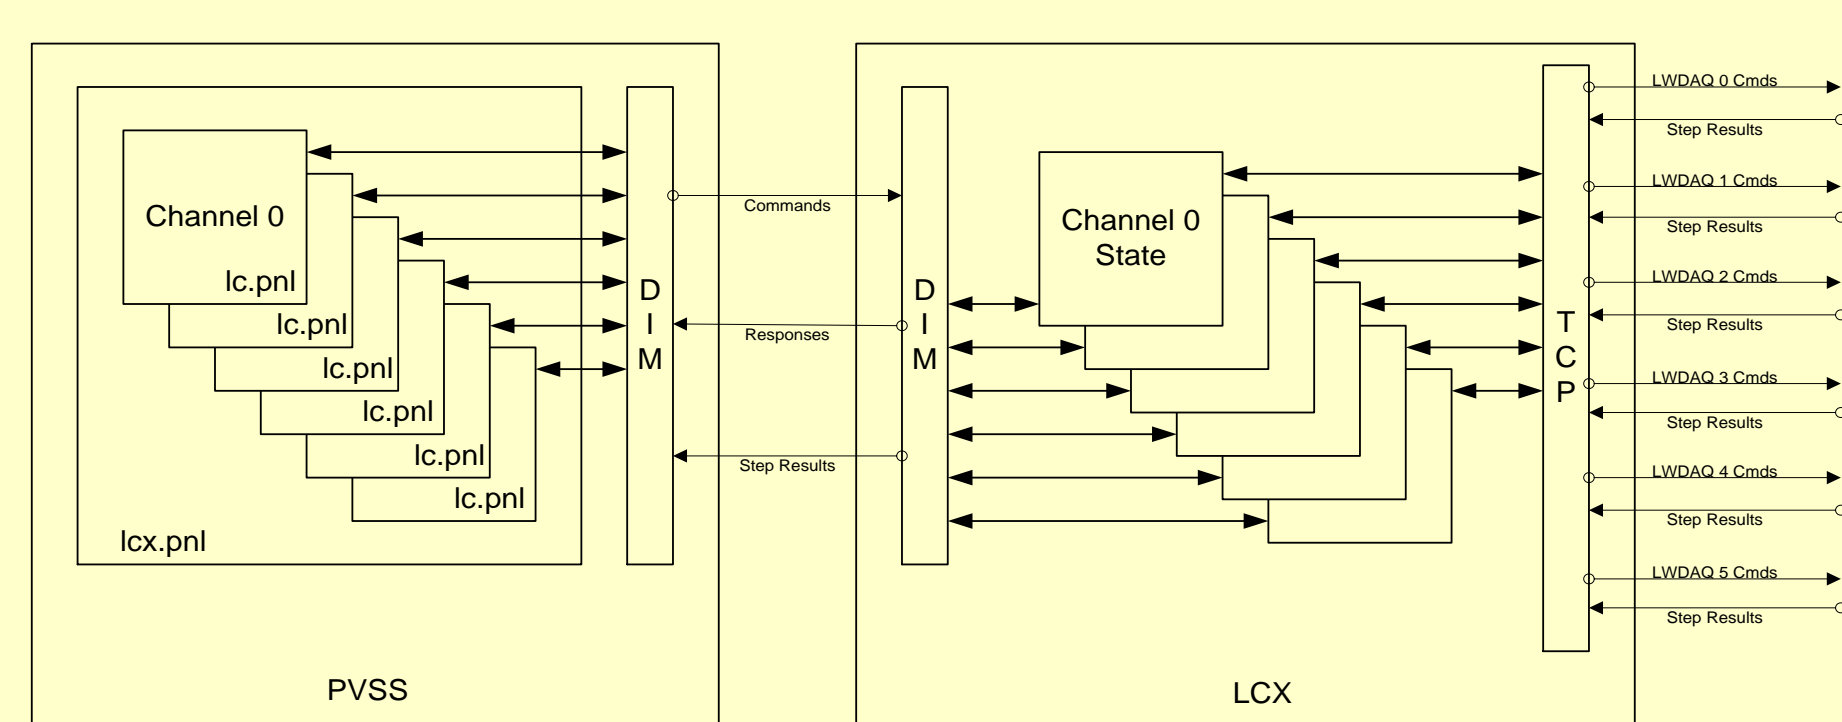 Channel 0
lc.pnl
lc.pnl
lc.pnl
lc.pnl
lc.pnl
lc.pnl
lcx.pnl
D
I
M
PVSS
Commands
Responses
Step Results
D
I
M
Channel 0
State
T
C
P
LCX
LWDAQ 0 Cmds
Step Results
LWDAQ 1 Cmds
Step Results
LWDAQ 2 Cmds
Step Results
LWDAQ 3 Cmds
Step Results
LWDAQ 4 Cmds
Step Results
LWDAQ 5 Cmds
Step Results